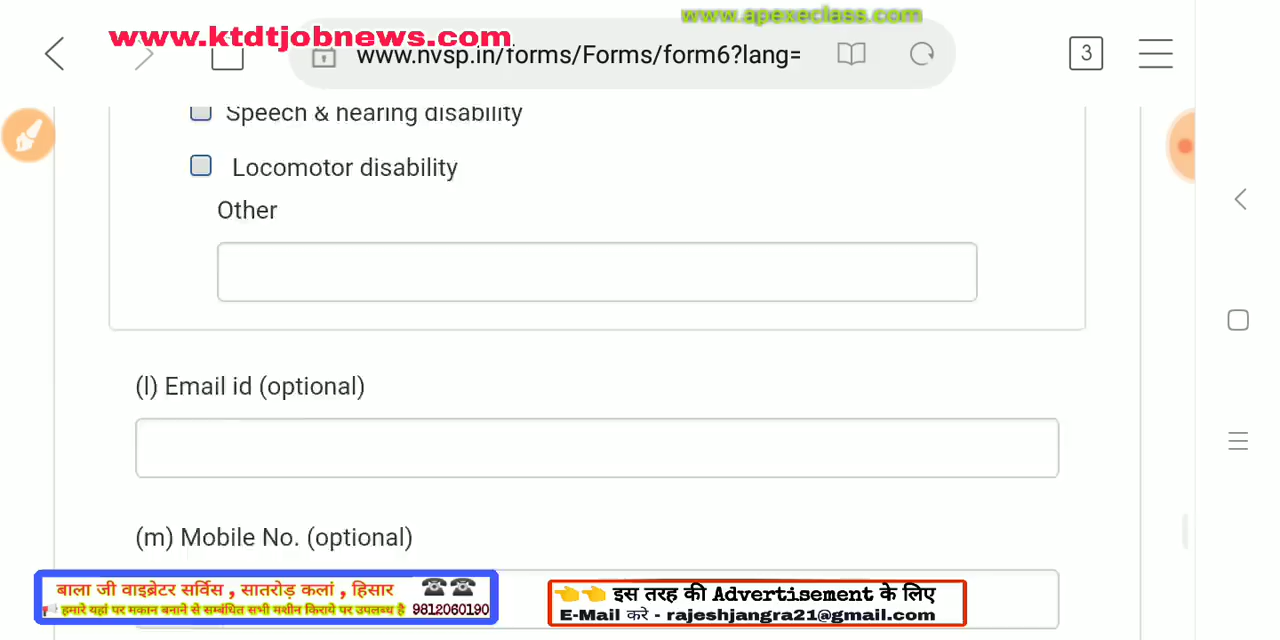 www.apexeclass.com
www.ktdtjobnews.com
www.nvsp.in/forms/Forms/form6?lang=
3
Speech & hearing disability
Locomotor disability
Other
(l) Email id (optional)
(m) Mobile No. (optional)
बाला जी वाइब्रेटर सर्विस , सातरोड़ कलां , हिसार
हमारे यहां पर मकान बनाने से सम्बंधित सभी मशीन किराये पर उपलब्ध है 9812060190
इस तरह की Advertisement के लिए
E-Mail करे - rajeshjangra21@gmail.com